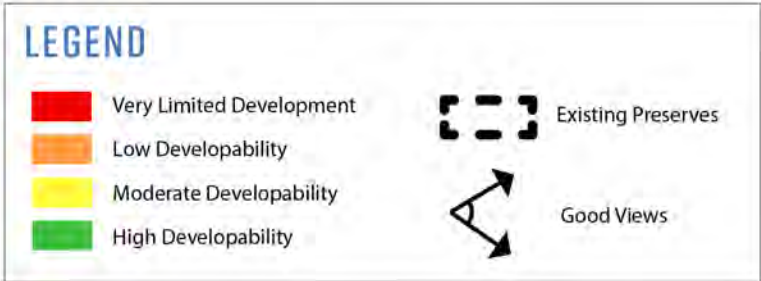 LEGEND
Very Limited Development
Low Developability
Moderate Developability
High Developability
Existing Preserves
Good Views